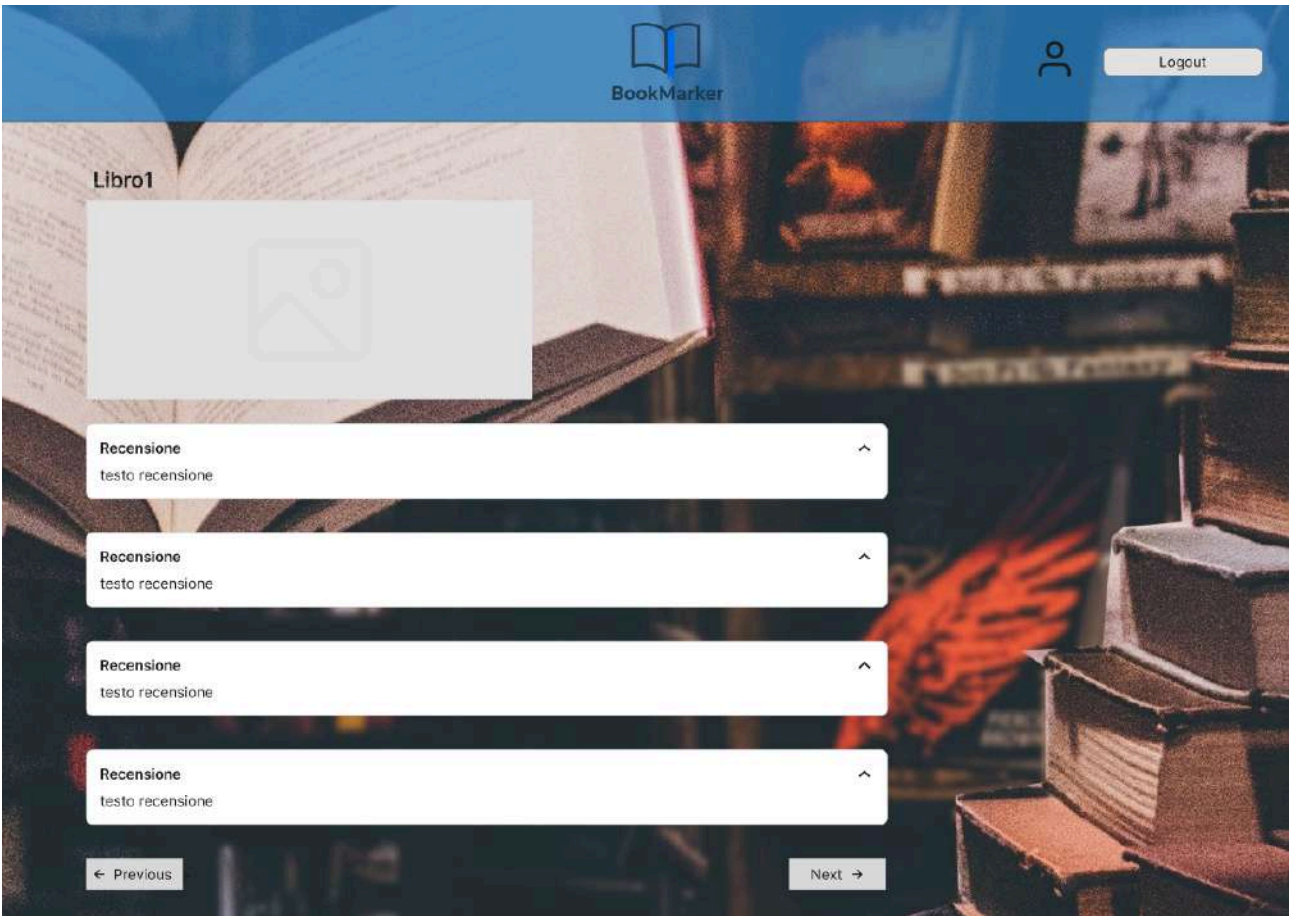 BookMarker
Logout
Libro1
Recensione
testo recensione
Recensione
testo recensione
Recensione
testo recensione
Recensione
testo recensione
← Previous
Next →